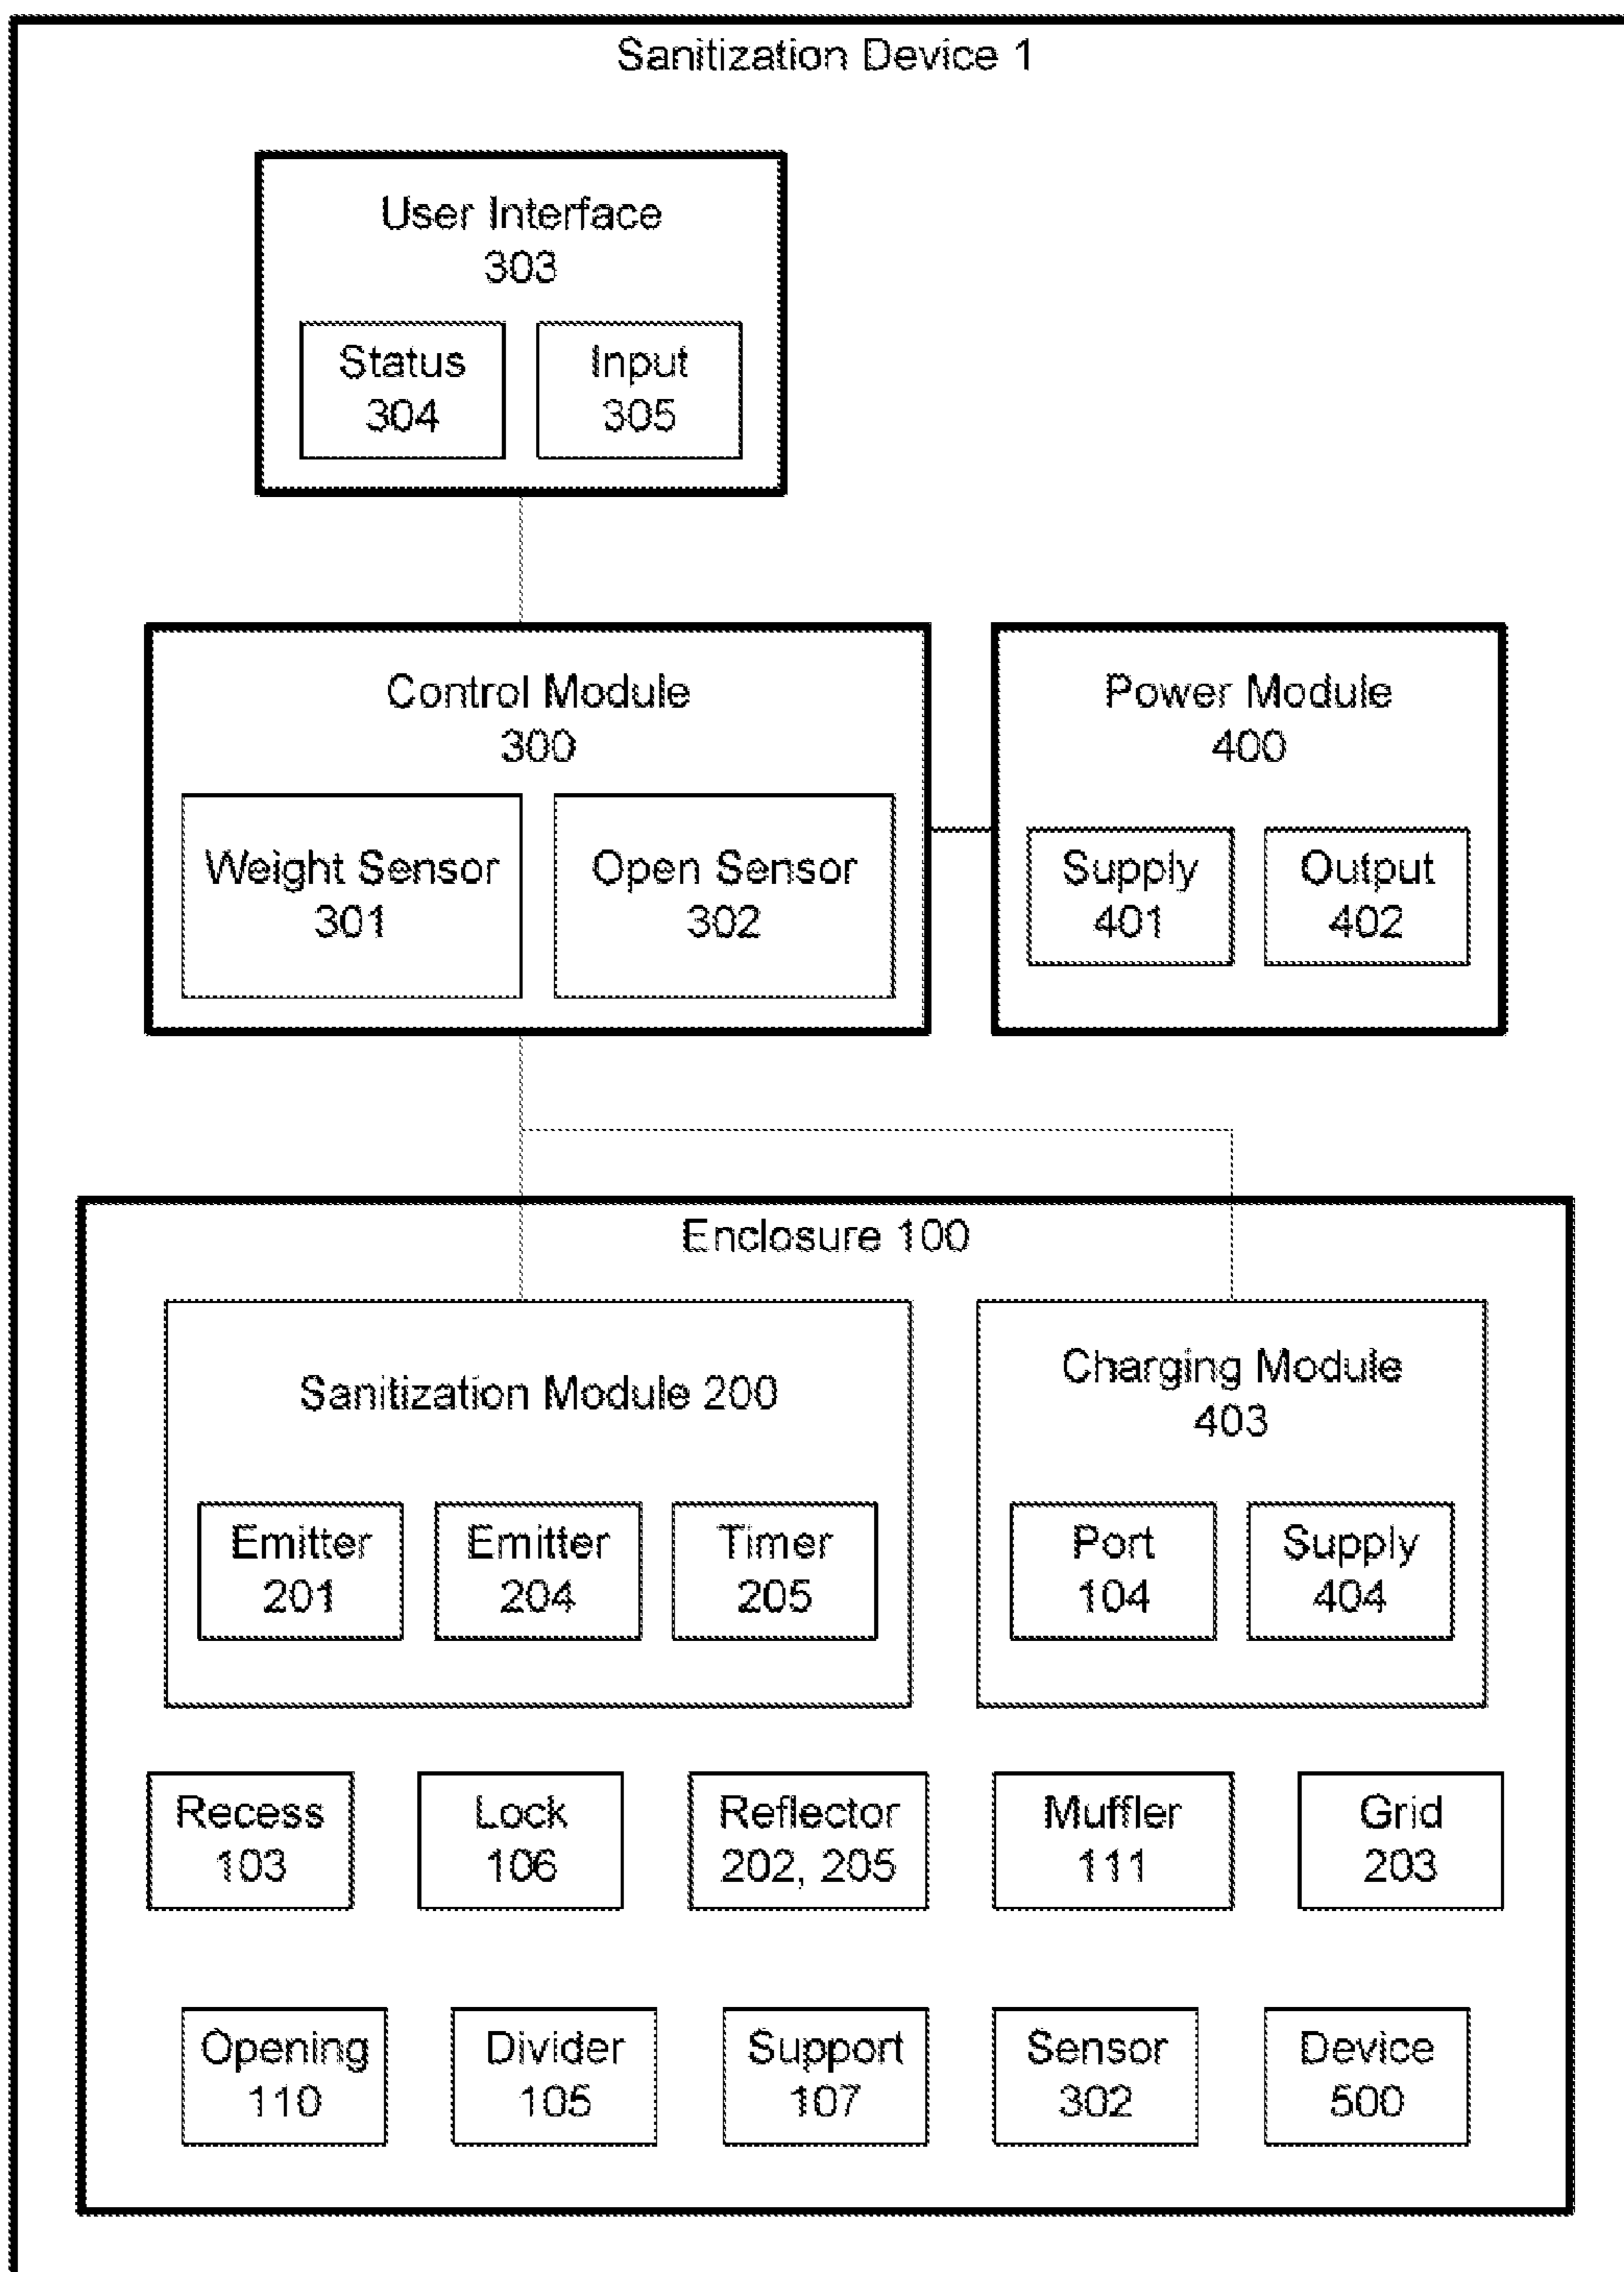 Sanitization Device 1
User Interface
303
Status
304
Input
305
Control Module
300
Weight Sensor
301
Open Sensor
302
Power Module
400
Supply
401
Output
402
Enclosure 100
Sanitization Module 200
Emitter
201
Emitter
204
Timer
205
Charging Module
403
Port
104
Supply
404
Recess
103
Lock
106
Reflector
202, 205
Muffler
111
Grid
203
Opening
110
Divider
105
Support
107
Sensor
302
Device
500